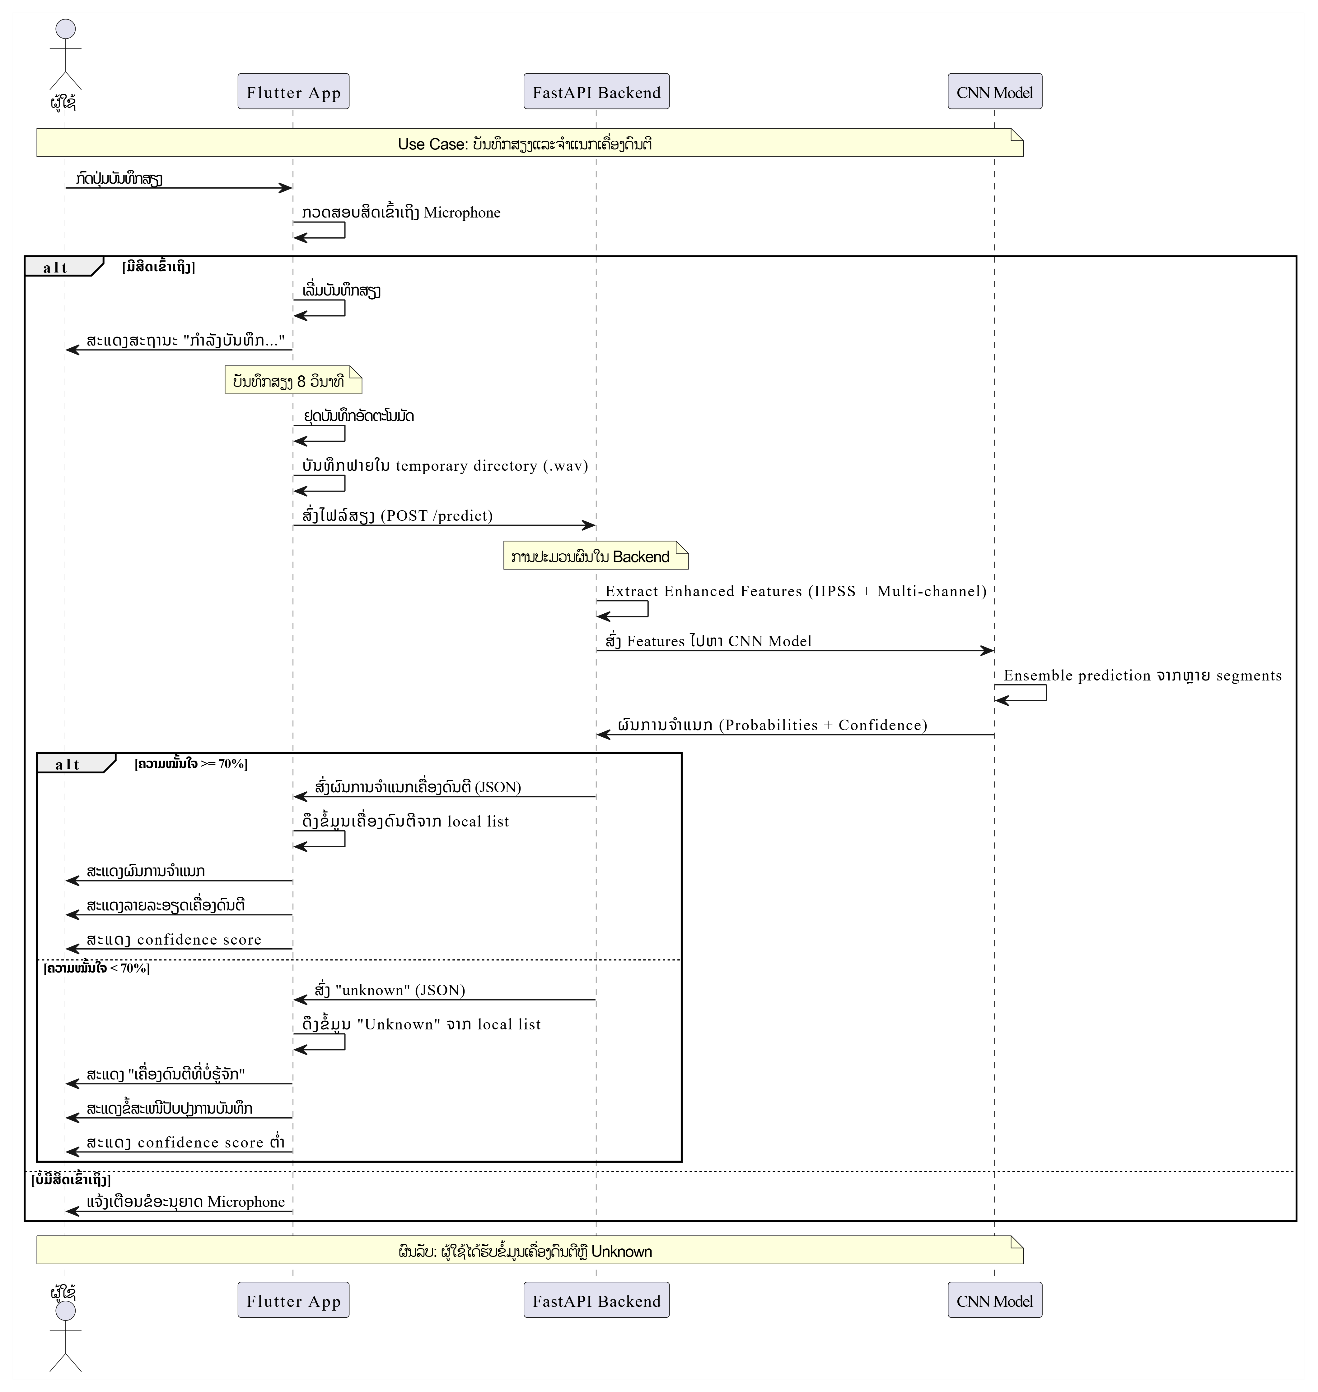 ຜູ້ໃຊ້
Flutter App
FastAPI Backend
CNN Model
Use Case: ບັນທຶກສຽງແລະຈຳແນກເຄື່ອງດົນຕີ
ກົດປຸ່ມບັນທຶກສຽງ
ກວດສອບສິດເຂົ້າເຖິງ Microphone
alt [ມີສິດເຂົ້າເຖິງ]
ເລີ່ມບັນທຶກສຽງ
ສະແດງສະຖານະ "ກຳລັງບັນທຶກ..."
ບັນທຶກສຽງ 8 ວິນາທີ
ຢຸດບັນທຶກອັດຕະໂນມັດ
ບັນທຶກຟາຍໃນ temporary directory (.wav)
ສົ່ງໄຟລ໌ສຽງ (POST /predict)
ການປະມວນຜົນໃນ Backend
Extract Enhanced Features (HPSS + Multi-channel)
ສົ່ງ Features ໄປຫາ CNN Model
Ensemble prediction ຈາກຫຼາຍ segments
ຜົນການຈຳແນກ (Probabilities + Confidence)
alt [ຄວາມໝັ້ນໃຈ >= 70%]
ສົ່ງຜົນການຈຳແນກເຄື່ອງດົນຕີ (JSON)
ດຶງຂໍ້ມູນເຄື່ອງດົນຕີຈາກ local list
ສະແດງຜົນການຈຳແນກ
ສະແດງລາຍລະອຽດເຄື່ອງດົນຕີ
ສະແດງ confidence score
[ຄວາມໝັ້ນໃຈ < 70%]
ສົ່ງ "unknown" (JSON)
ດຶງຂໍ້ມູນ "Unknown" ຈາກ local list
ສະແດງ "ເຄື່ອງດົນຕີທີ່ບໍ່ຮູ້ຈັກ"
ສະແດງຂໍ້ສະເໜີປັບປຸງການບັນທຶກ
ສະແດງ confidence score ຕ່ຳ
[ບໍ່ມີສິດເຂົ້າເຖິງ]
ແຈ້ງເຕືອນຂໍອະນຸຍາດ Microphone
ຜົນລັບ: ຜູ້ໃຊ້ໄດ້ຮັບຂໍ້ມູນເຄື່ອງດົນຕີຫຼື Unknown
ຜູ້ໃຊ້
Flutter App
FastAPI Backend
CNN Model